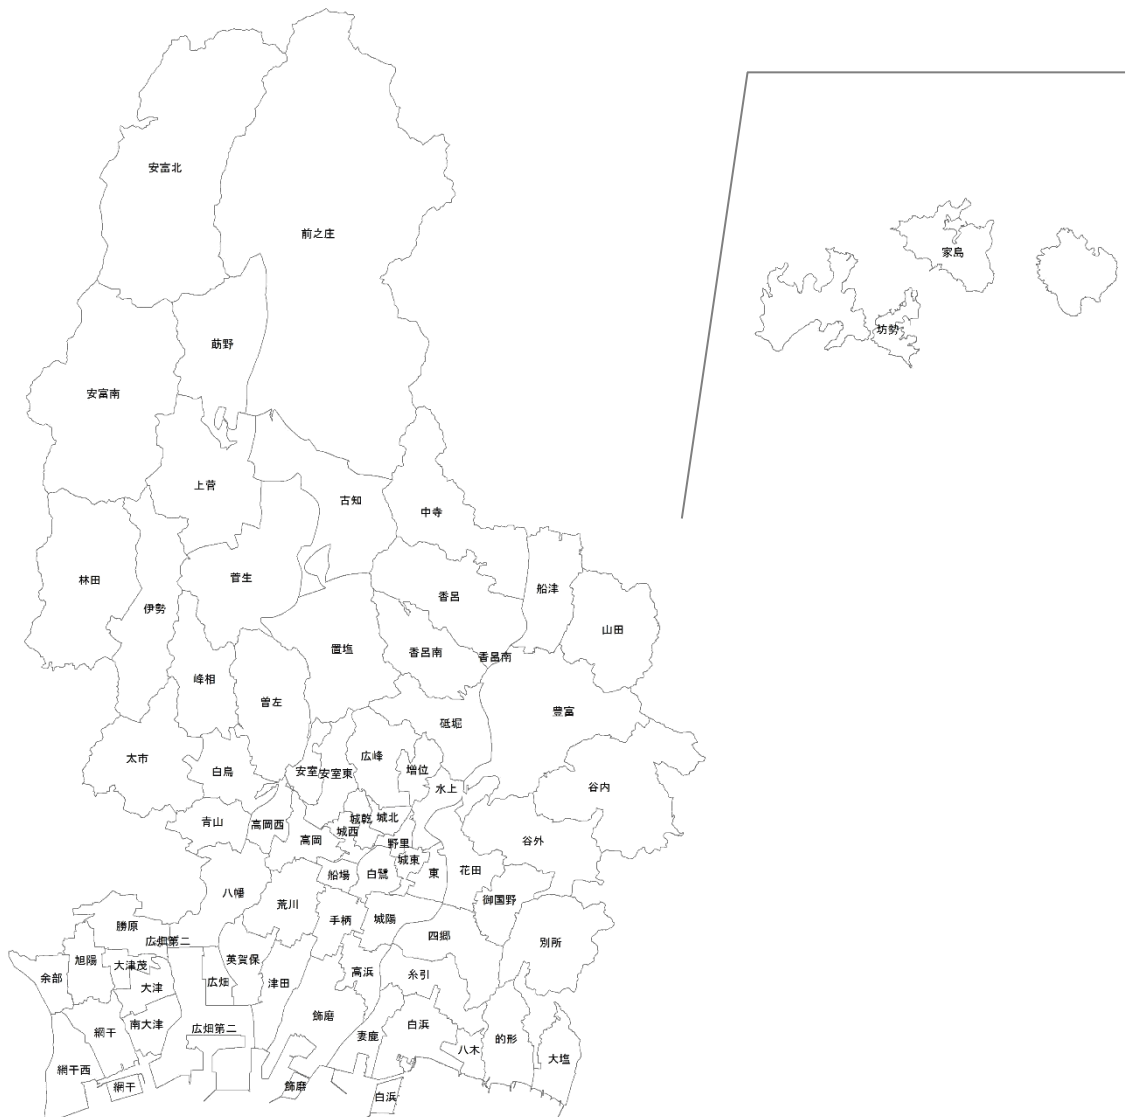 安富北
前之庄
家島
坊勢
莇野
安富南
上菅
古知
中寺
林田
菅生
船津
香呂
伊勢
山田
置塩
香呂南
香呂南
峰相
曽左
豊富
砥堀
太市
広峰
白鳥
安室
安室東
増位
水上
谷内
青山
高岡西
城乾
城北
城西
高岡
野里
谷外
城東
船場
白鷺
東
花田
八幡
御国野
荒川
手柄
城陽
勝原
四郷
別所
広畑第二
旭陽
大津茂
英賀保
余部
大津
広畑
津田
高浜
糸引
飾磨
南大津
広畑第二
網干
妻鹿
白浜
八木
的形
大塩
網干西
網干
飾磨
白浜